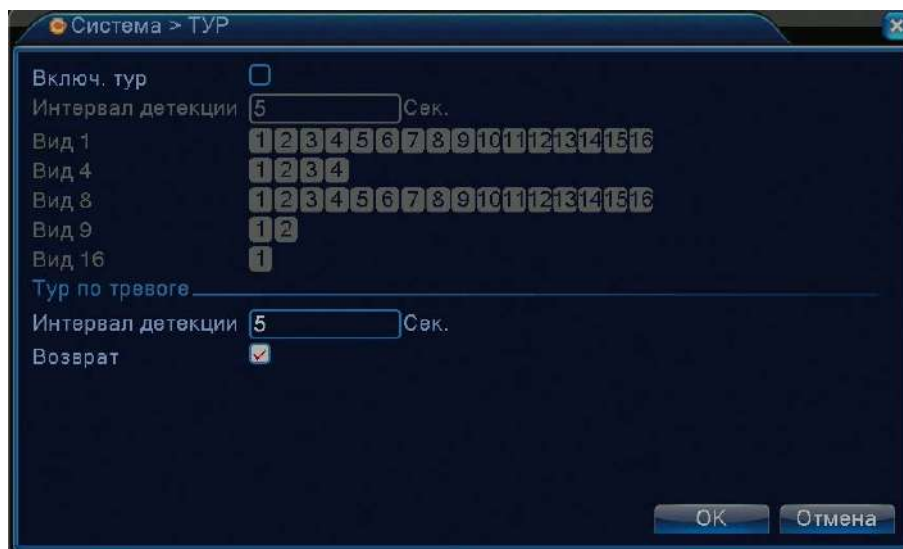 Система > ТУР
Включ. тур
Интервал детекции 5 Сек.
Вид 1 1 2 3 4 5 6 7 8 9 10 11 12 13 14 15 16
Вид 4 1 2 3 4
Вид 8 1 2 3 4 5 6 7 8 9 10 11 12 13 14 15 16
Вид 9 1 2
Вид 16 1
Тур по тревоге
Интервал детекции 5 Сек.
Возврат
OK Отмена